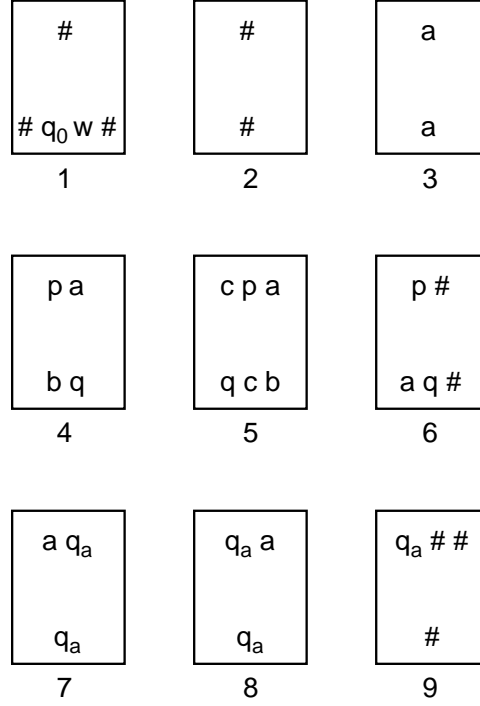 # # a
# q₀ w # # a
1 2 3
p a c p a p #
b q q c b a q #
4 5 6
a qₐ qₐ a qₐ # #
qₐ qₐ #
7 8 9